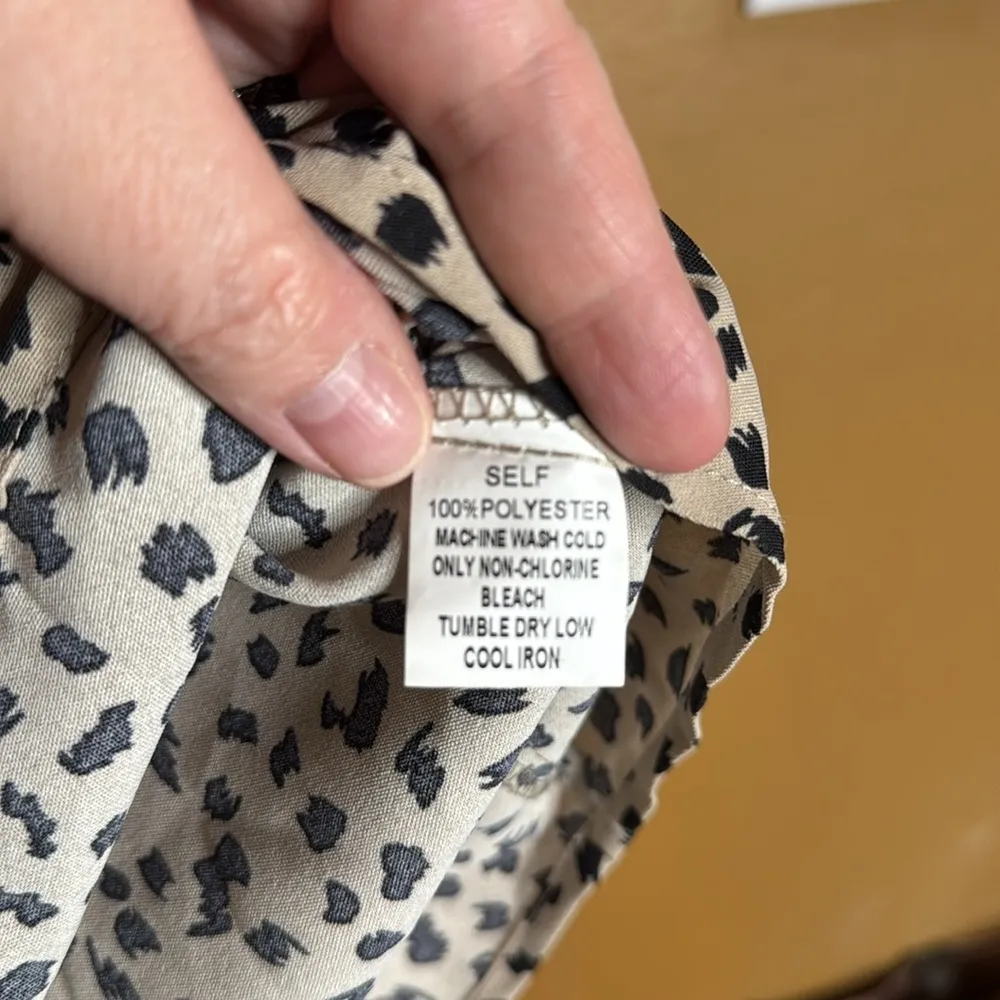 SELF
100%POLYESTER
MACHINE WASH COLD
ONLY NON-CHLORINE
BLEACH
TUMBLE DRY LOW
COOL IRON